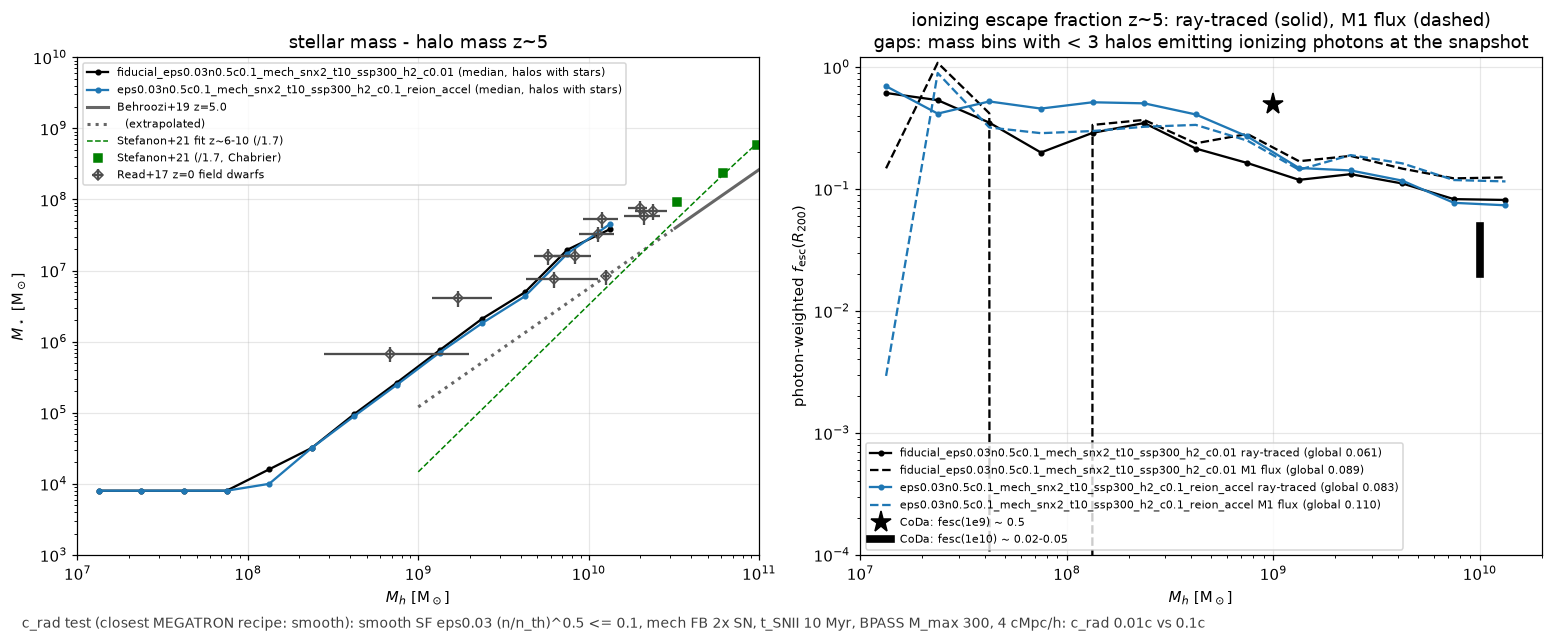 stellar mass - halo mass z~5
10^10
10^9
10^8
10^7
10^6
10^5
10^4
10^3
M⋆ [M⊙]
fiducial_eps0.03n0.5c0.1_mech_snx2_t10_ssp300_h2_c0.01 (median, halos with stars)
eps0.03n0.5c0.1_mech_snx2_t10_ssp300_h2_c0.1_reion_accel (median, halos with stars)
Behroozi+19 z=5.0
(extrapolated)
Stefanon+21 fit z~6-10 (/1.7)
Stefanon+21 (/1.7, Chabrier)
Read+17 z=0 field dwarfs
10^7 10^8 10^9 10^10 10^11
M_h [M⊙]
ionizing escape fraction z~5: ray-traced (solid), M1 flux (dashed)
gaps: mass bins with < 3 halos emitting ionizing photons at the snapshot
10^0
10^−1
10^−2
10^−3
10^−4
photon-weighted f_esc(R_200)
fiducial_eps0.03n0.5c0.1_mech_snx2_t10_ssp300_h2_c0.01 ray-traced (global 0.061)
fiducial_eps0.03n0.5c0.1_mech_snx2_t10_ssp300_h2_c0.01 M1 flux (global 0.089)
eps0.03n0.5c0.1_mech_snx2_t10_ssp300_h2_c0.1_reion_accel ray-traced (global 0.083)
eps0.03n0.5c0.1_mech_snx2_t10_ssp300_h2_c0.1_reion_accel M1 flux (global 0.110)
CoDa: fesc(1e9) ~ 0.5
CoDa: fesc(1e10) ~ 0.02-0.05
10^7 10^8 10^9 10^10
M_h [M⊙]
c_rad test (closest MEGATRON recipe: smooth): smooth SF eps0.03 (n/n_th)^0.5 <= 0.1, mech FB 2x SN, t_SNII 10 Myr, BPASS M_max 300, 4 cMpc/h: c_rad 0.01c vs 0.1c